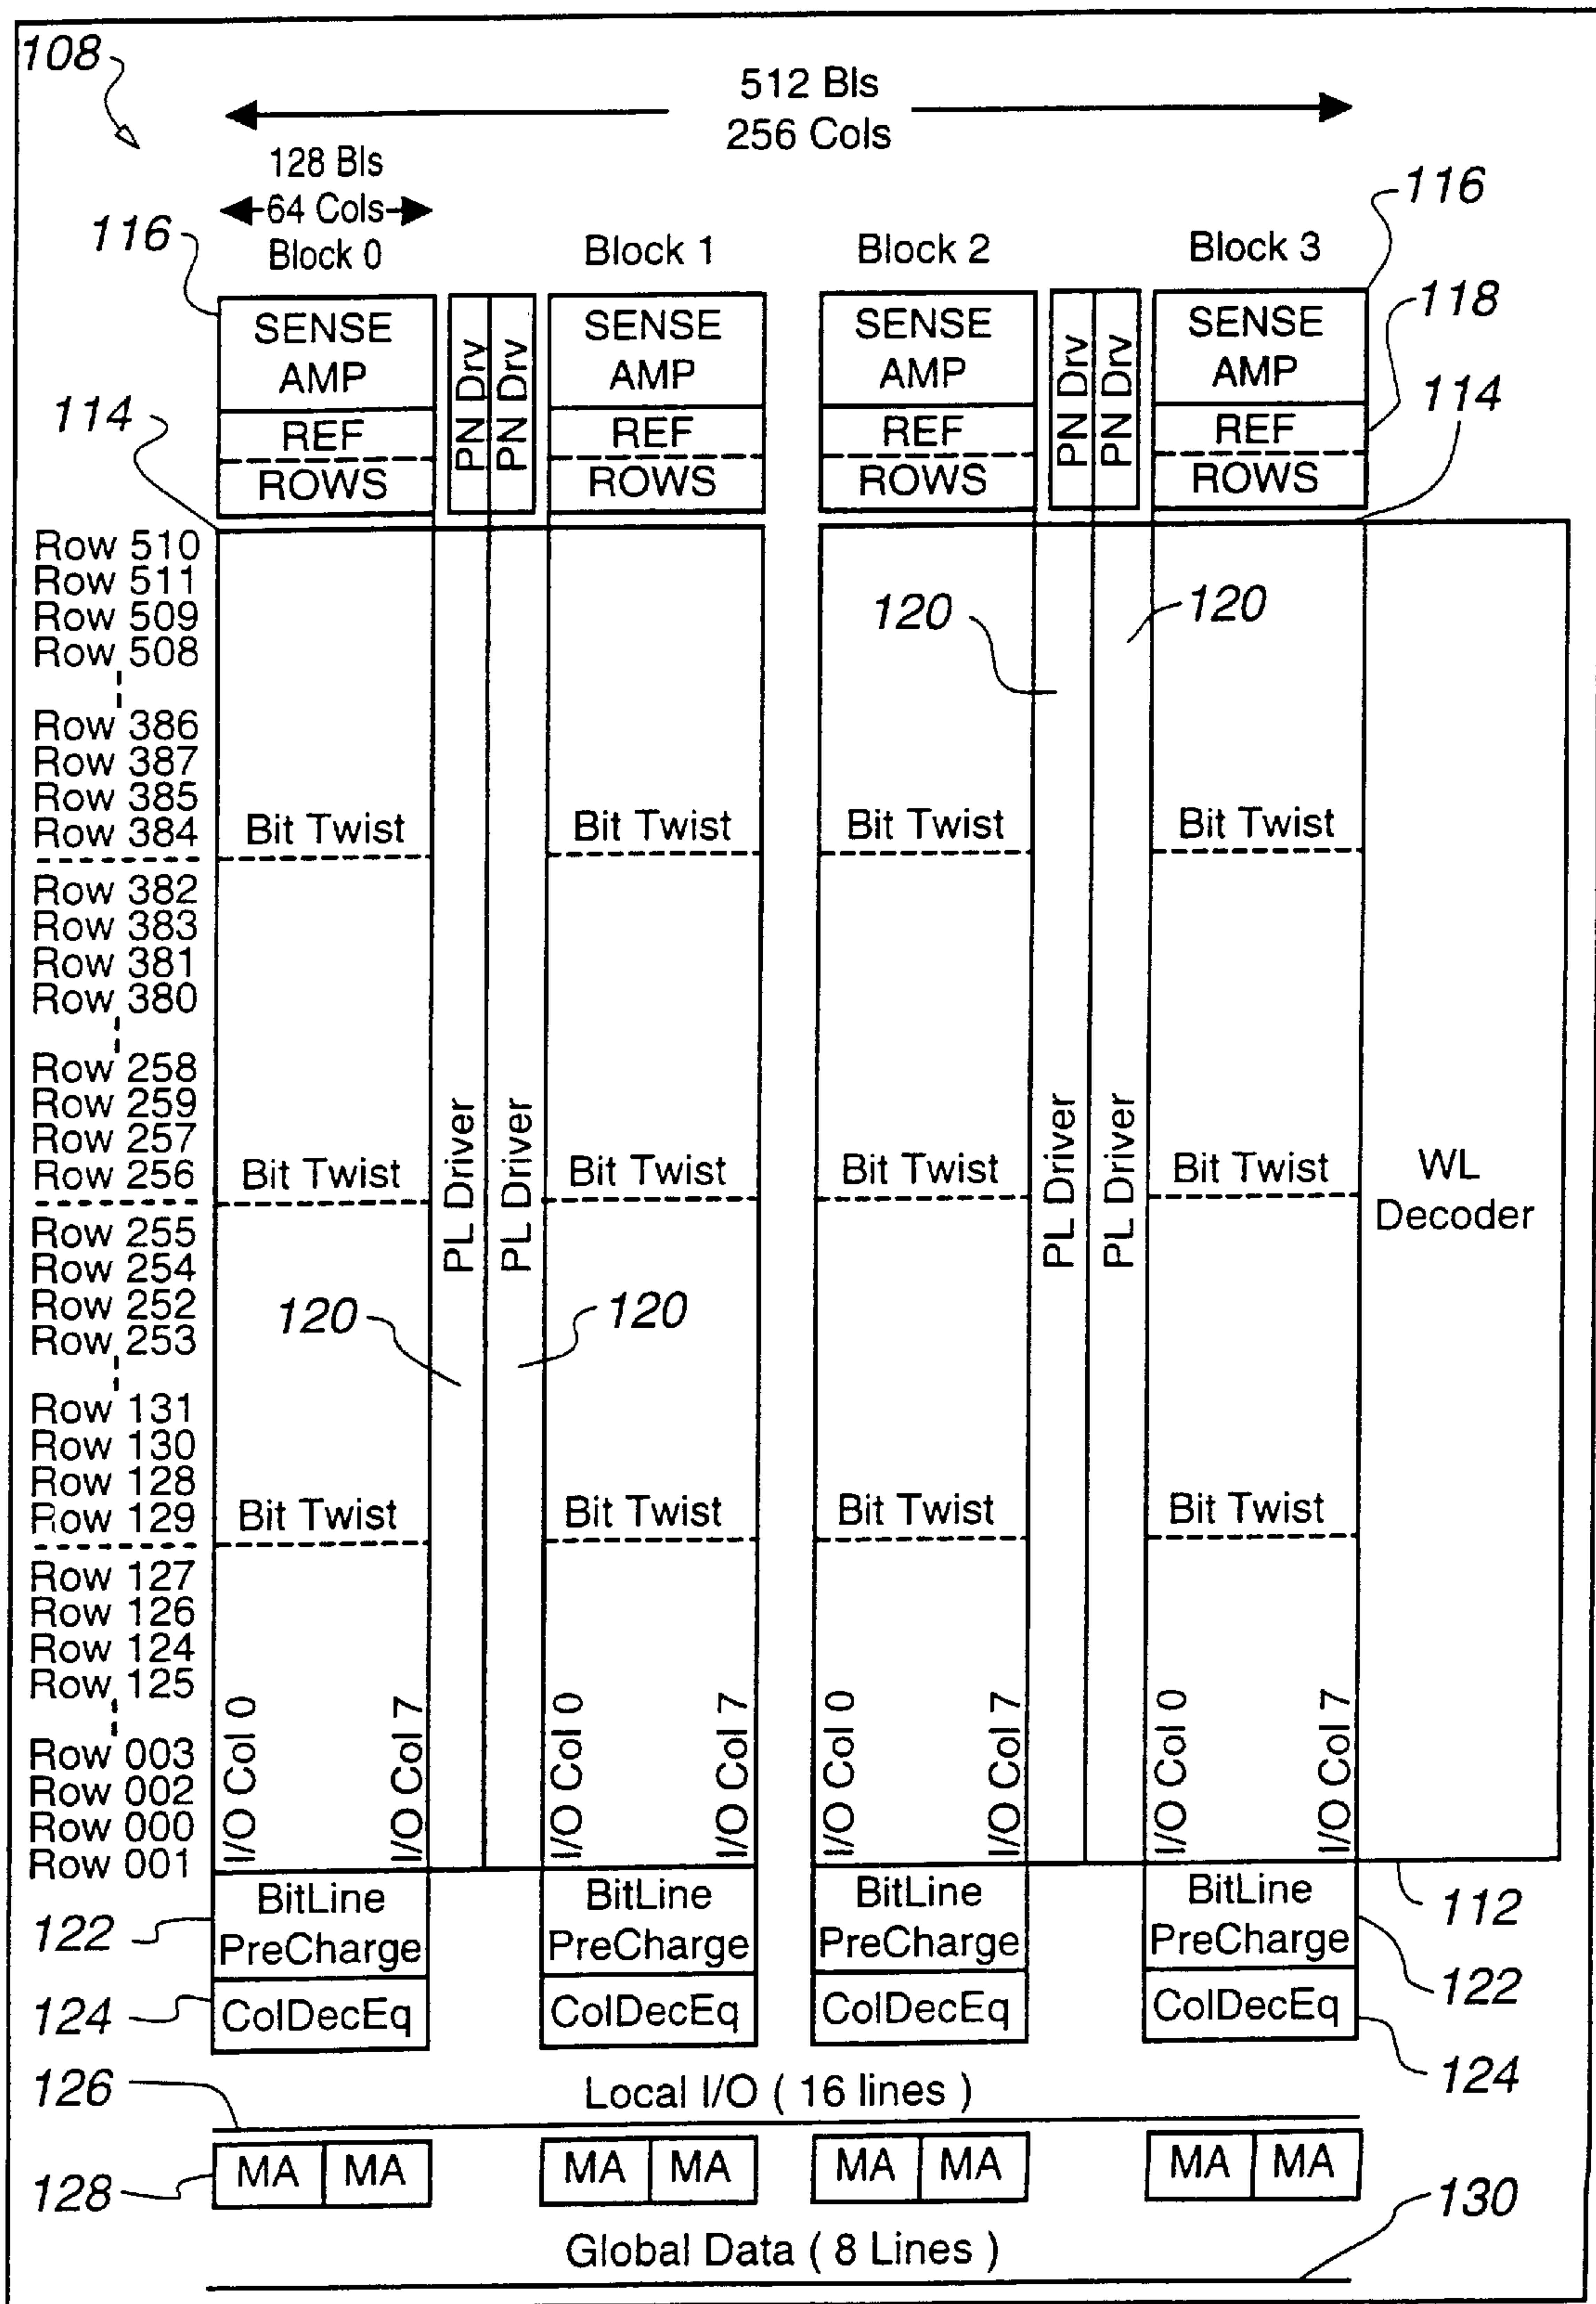 108
512 Bls
256 Cols
128 Bls
64 Cols
116
116
Block 0
Block 1
Block 2
Block 3
118
114
114
SENSE
AMP
REF
ROWS
PN Drv
PN Drv
SENSE
AMP
REF
ROWS
SENSE
AMP
REF
ROWS
PN Drv
PN Drv
SENSE
AMP
REF
ROWS
Row 510
Row 511
Row 509
Row 508
Row 386
Row 387
Row 385
Row 384
Row 382
Row 383
Row 381
Row 380
Row 258
Row 259
Row 257
Row 256
Row 255
Row 254
Row 252
Row 253
Row 131
Row 130
Row 128
Row 129
Row 127
Row 126
Row 124
Row 125
Row 003
Row 002
Row 000
Row 001
120
120
Bit Twist
Bit Twist
Bit Twist
Bit Twist
Bit Twist
Bit Twist
Bit Twist
Bit Twist
PL Driver
PL Driver
PL Driver
PL Driver
WL
Decoder
120
120
Bit Twist
Bit Twist
Bit Twist
Bit Twist
I/O Col 0
I/O Col 7
I/O Col 0
I/O Col 7
I/O Col 0
I/O Col 7
I/O Col 0
I/O Col 7
BitLine
PreCharge
BitLine
PreCharge
BitLine
PreCharge
BitLine
PreCharge
112
122
122
124
ColDecEq
ColDecEq
ColDecEq
ColDecEq
124
126
Local I/O ( 16 lines )
128
MA
MA
MA
MA
MA
MA
MA
MA
130
Global Data ( 8 Lines )